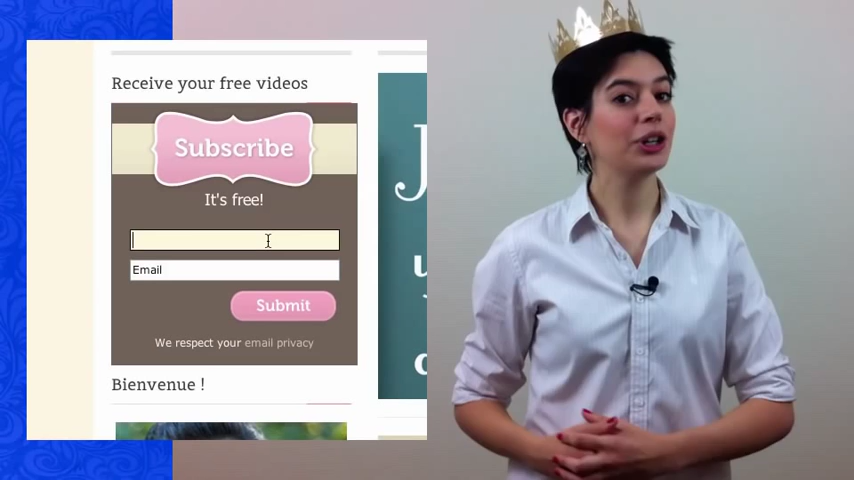 Receive your free videos
Subscribe
It's free!
Email
Submit
We respect your email privacy
Bienvenue !
J